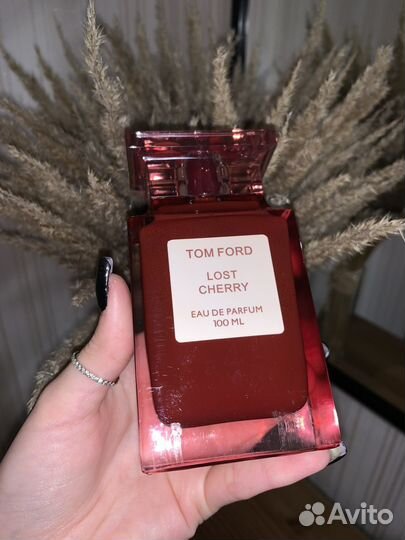 TOM FORD
LOST
CHERRY
EAU DE PARFUM
100 ML
Avito